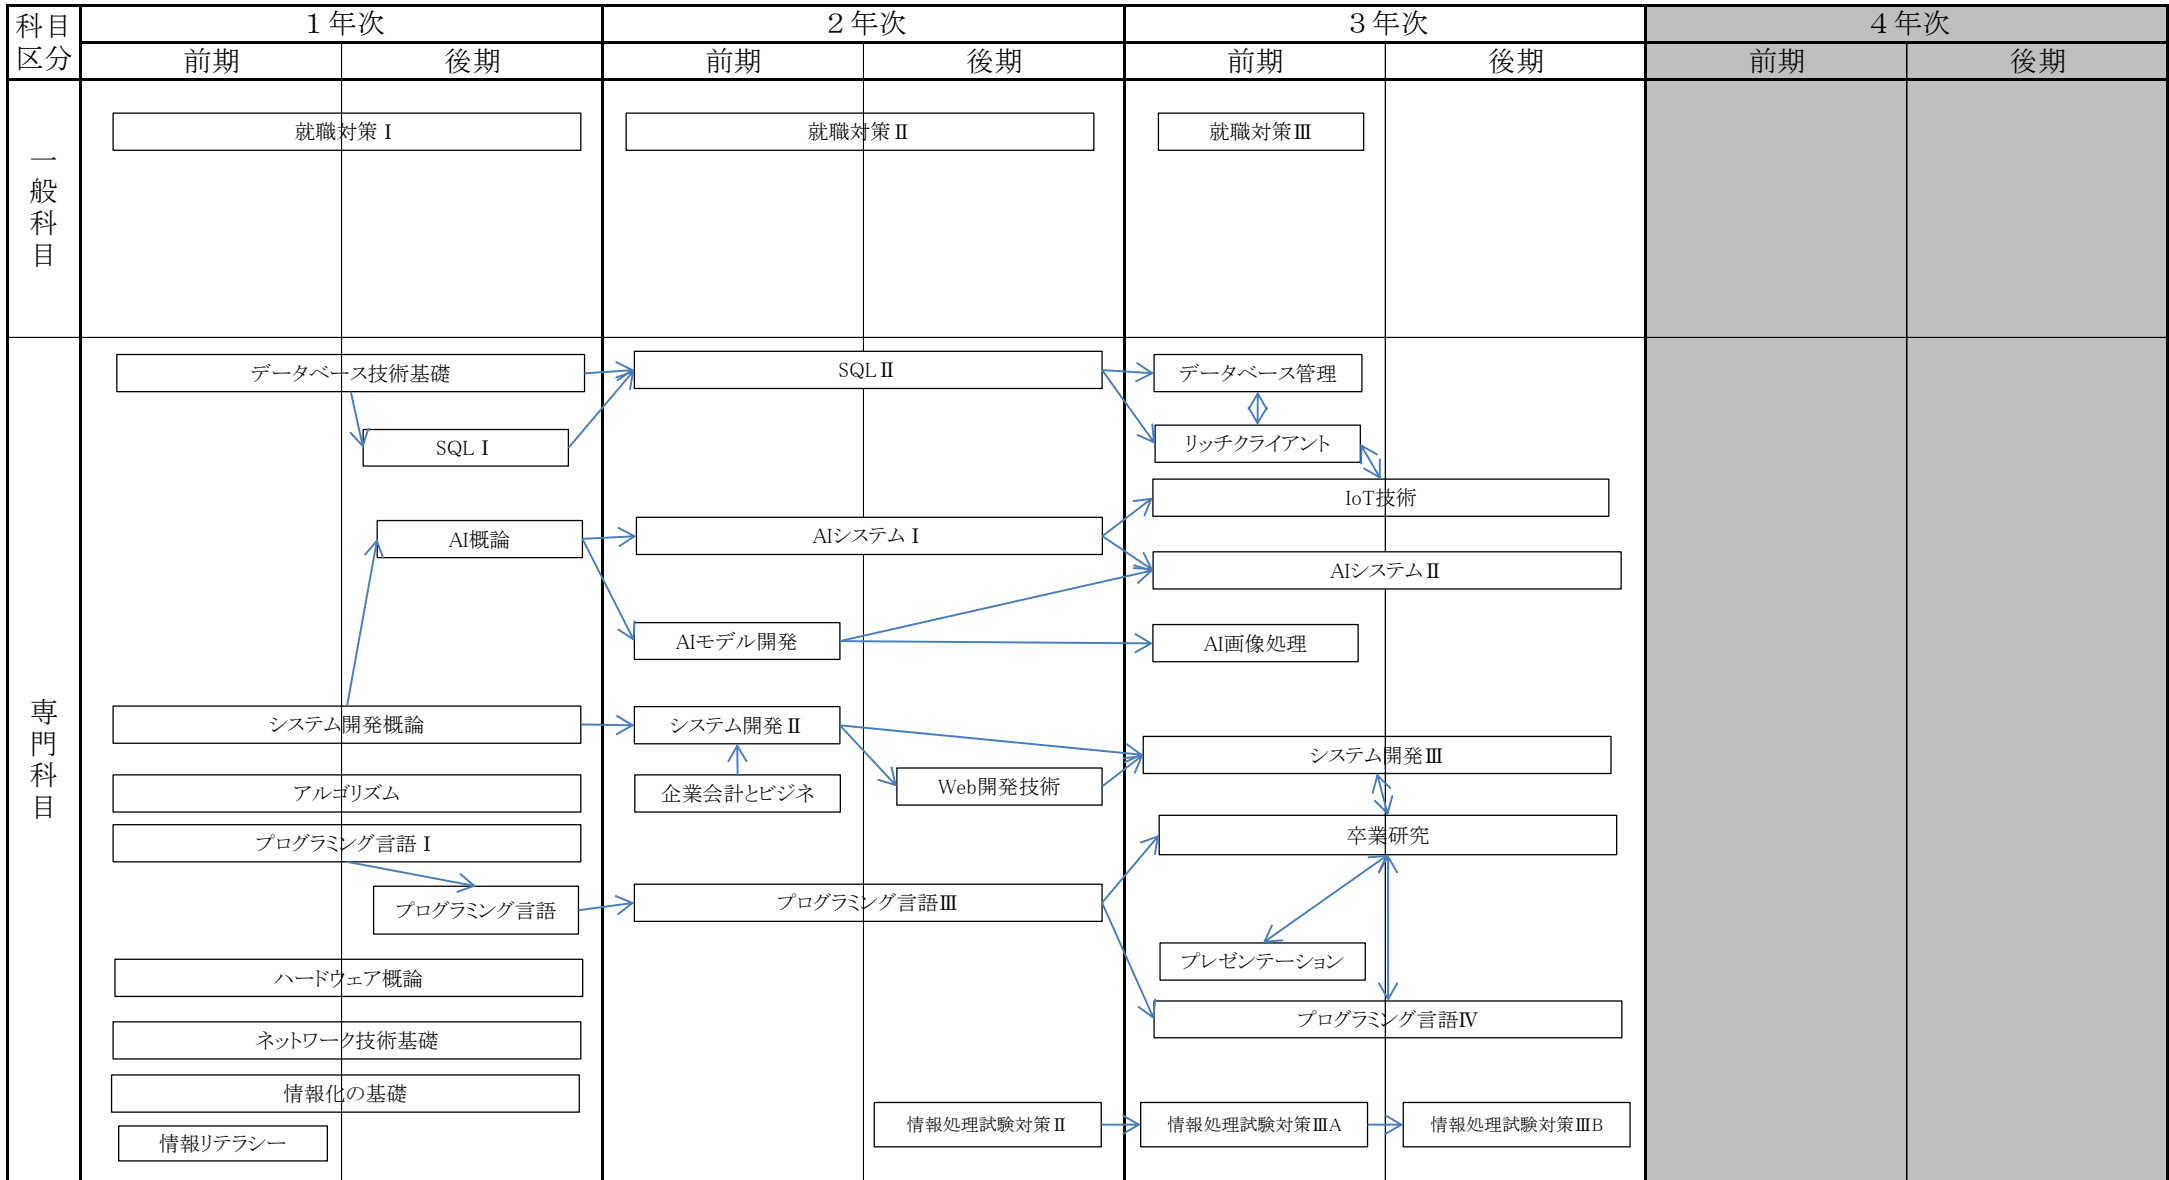 科目
区分
１年次
２年次
３年次
４年次
前期
後期
前期
後期
前期
後期
前期
後期
一般科目
就職対策Ⅰ
就職対策Ⅱ
就職対策Ⅲ
専門科目
データベース技術基礎
SQLⅡ
データベース管理
SQLⅠ
リッチクライアント
IoT技術
AI概論
AIシステムⅠ
AIシステムⅡ
AIモデル開発
AI画像処理
システム開発概論
システム開発Ⅱ
システム開発Ⅲ
アルゴリズム
企業会計とビジネ
Web開発技術
プログラミング言語Ⅰ
卒業研究
プログラミング言語
プログラミング言語Ⅲ
プレゼンテーション
ハードウェア概論
プログラミング言語Ⅳ
ネットワーク技術基礎
情報化の基礎
情報処理試験対策Ⅱ
情報処理試験対策ⅢA
情報処理試験対策ⅢB
情報リテラシー